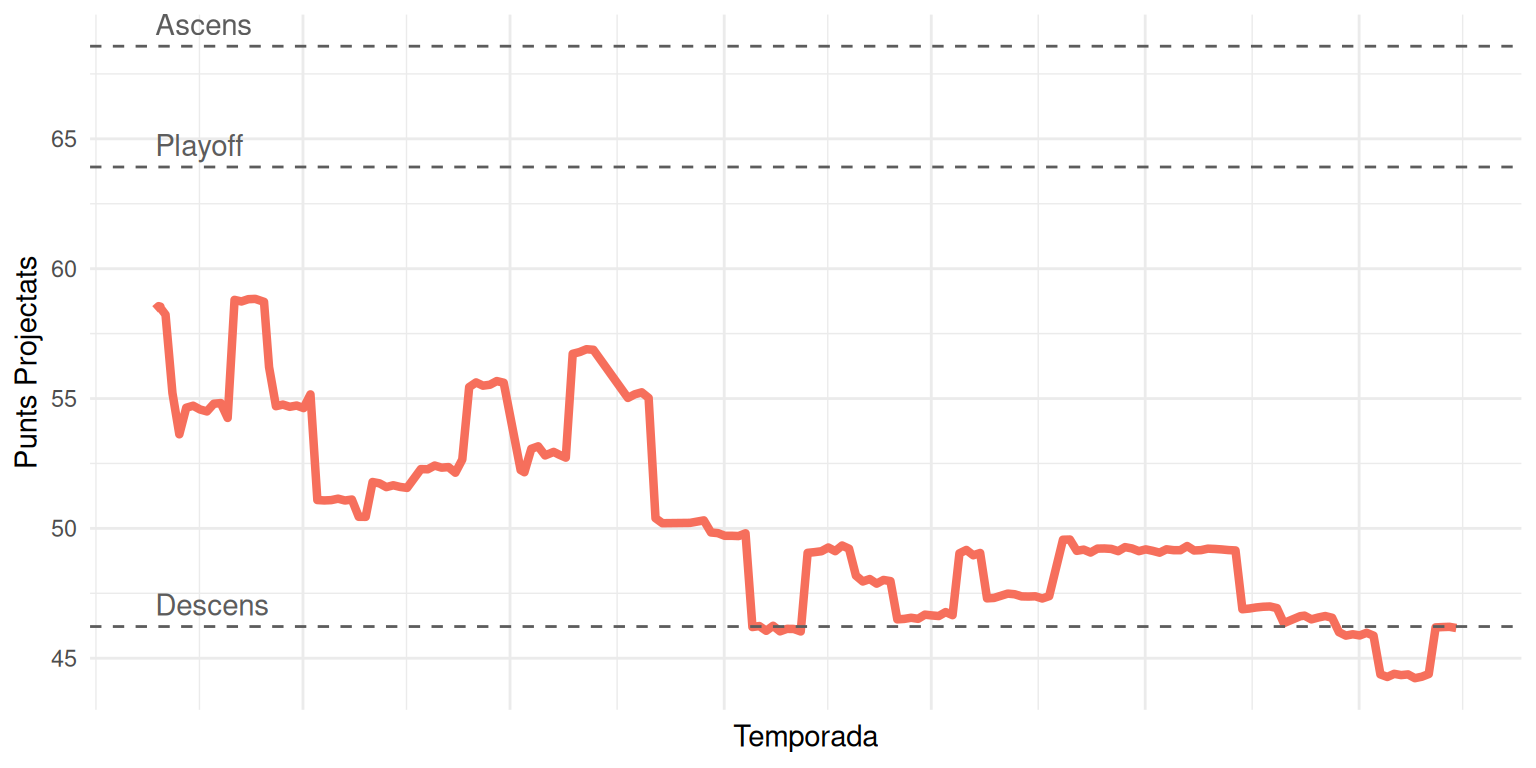 Ascens
65
Playoff
60
Punts Projectats
55
50
Descens
45
Temporada